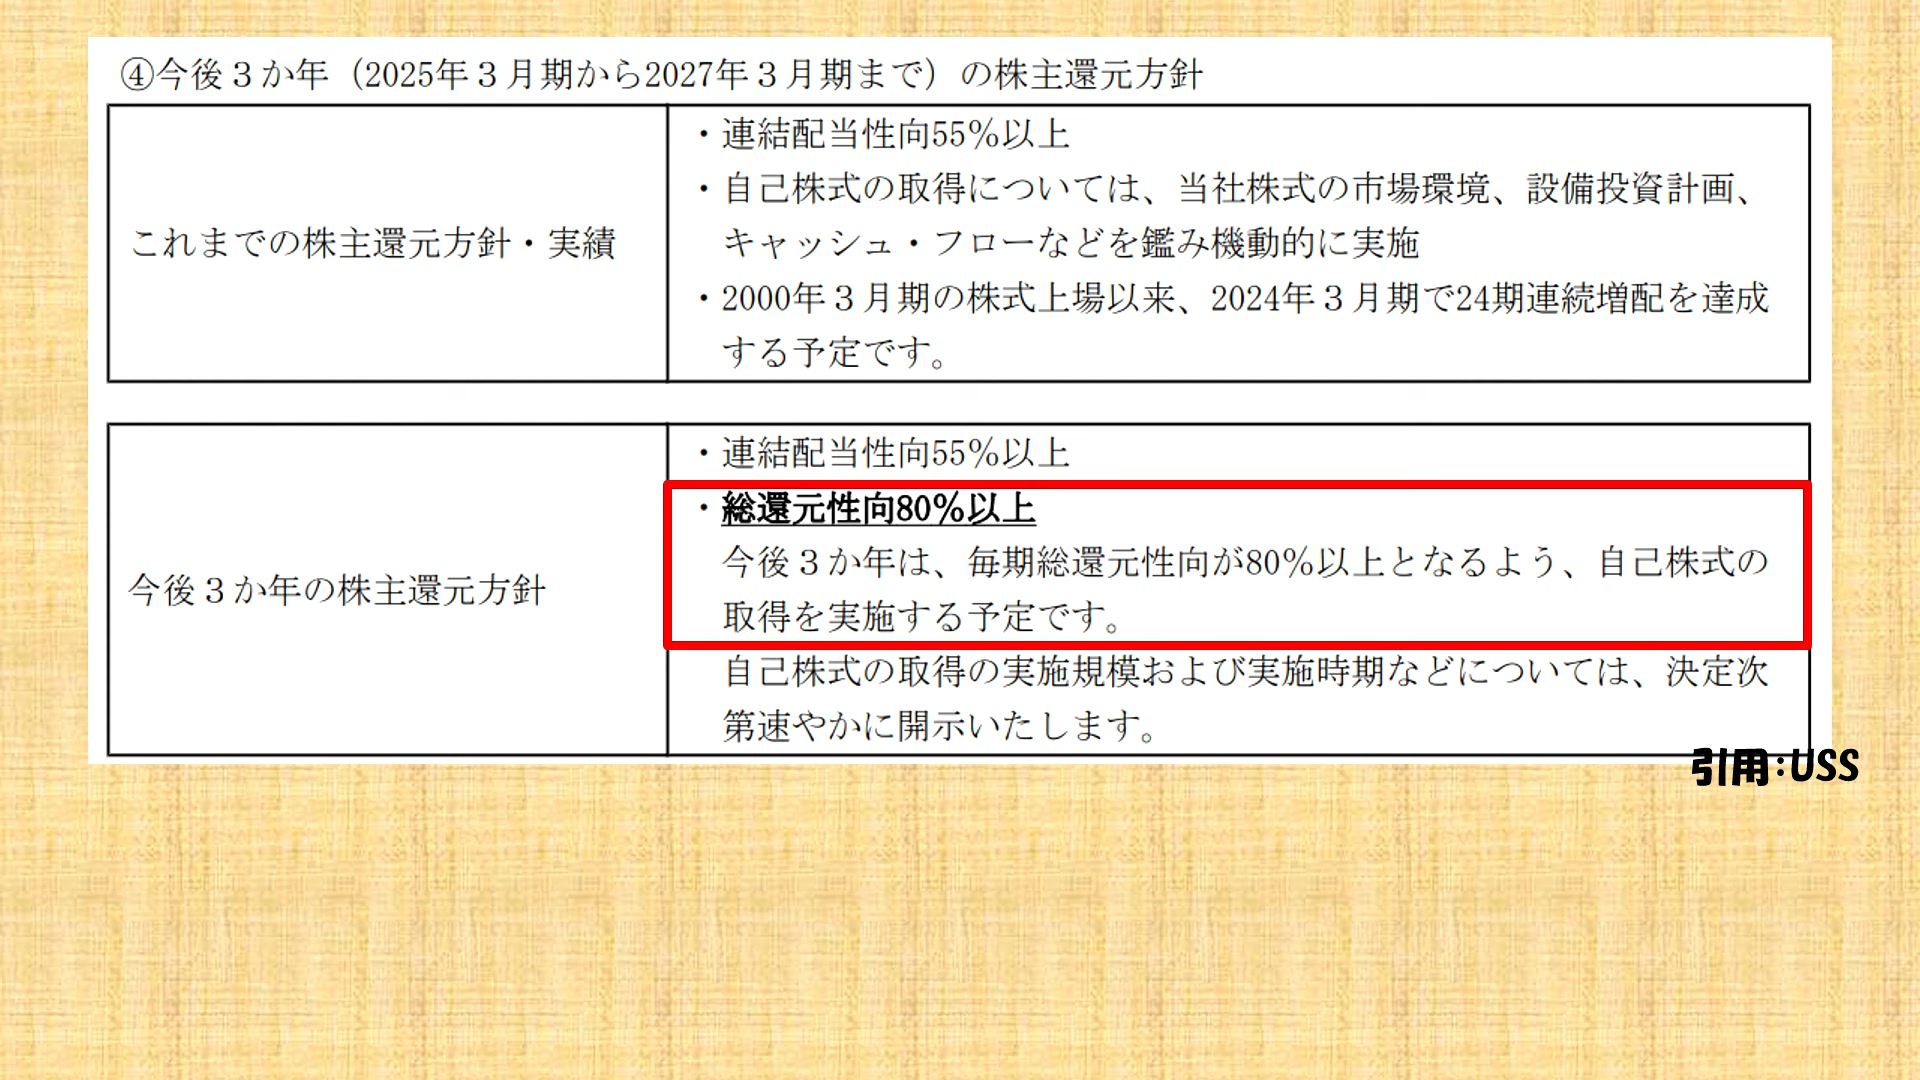 ④今後３か年（2025年３月期から2027年３月期まで）の株主還元方針
これまでの株主還元方針・実績
・連結配当性向55％以上
・自己株式の取得については、当社株式の市場環境、設備投資計画、
キャッシュ・フローなどを鑑み機動的に実施
・2000年３月期の株式上場以来、2024年３月期で24期連続増配を達成
する予定です。
今後３か年の株主還元方針
・連結配当性向55％以上
・総還元性向80％以上
今後３か年は、毎期総還元性向が80％以上となるよう、自己株式の
取得を実施する予定です。
自己株式の取得の実施規模および実施時期などについては、決定次
第速やかに開示いたします。
引用:USS